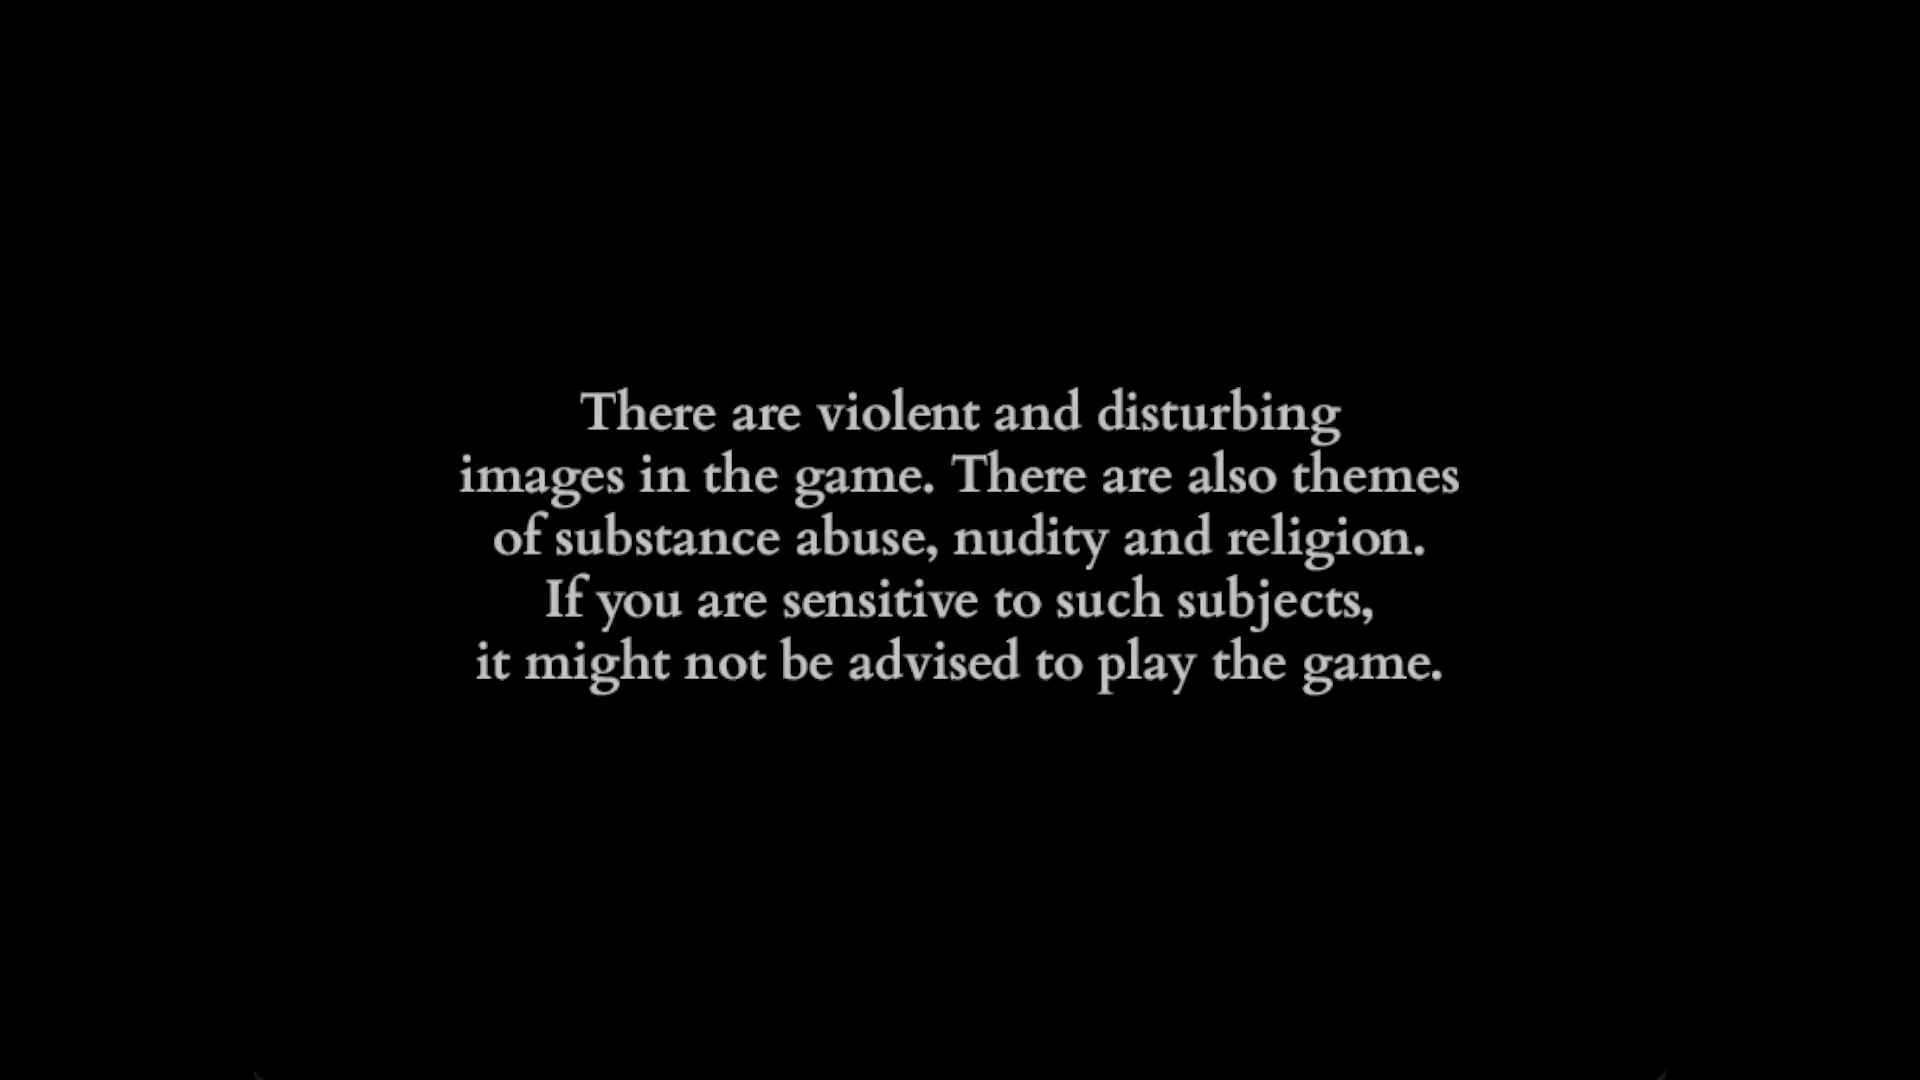 There are violent and disturbing
images in the game. There are also themes
of substance abuse, nudity and religion.
If you are sensitive to such subjects,
it might not be advised to play the game.